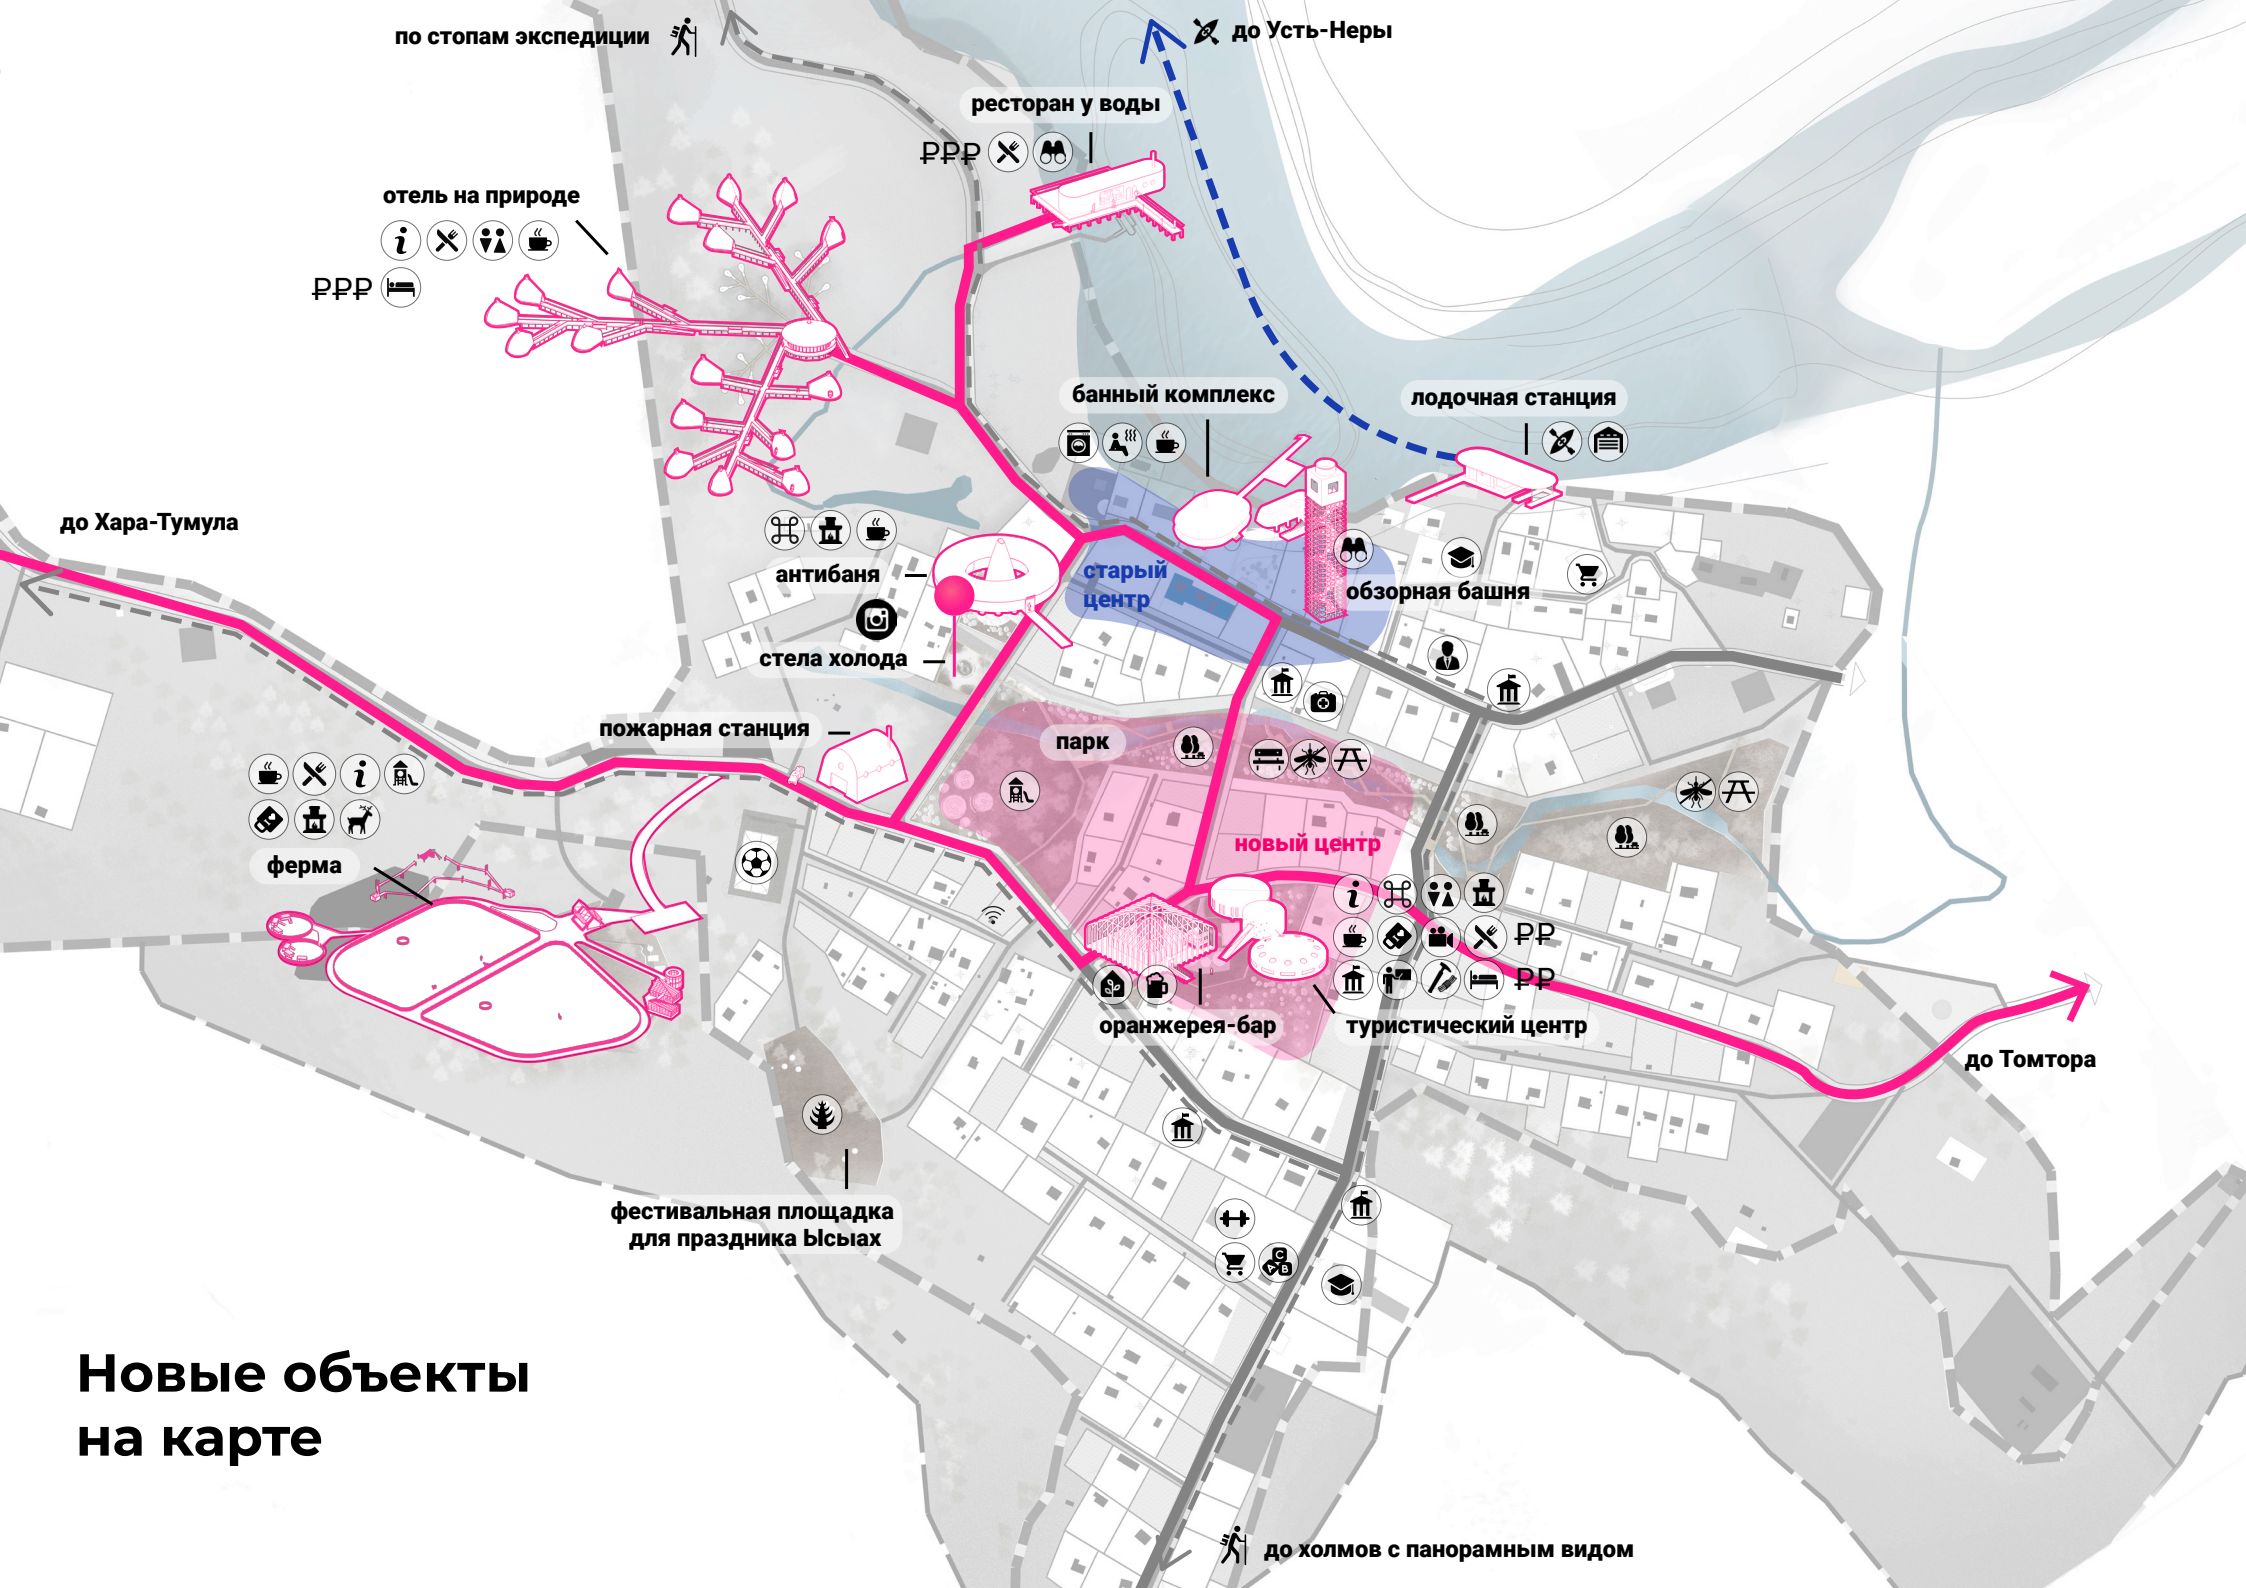 по стопам экспедиции
до Усть-Неры
ресторан у воды
₽₽₽
отель на природе
₽₽₽
банный комплекс
лодочная станция
до Хара-Тумула
антибаня
старый
центр
обзорная башня
стела холода
пожарная станция
парк
новый центр
ферма
₽₽
₽₽
оранжерея-бар
туристический центр
до Томтора
фестивальная площадка
для праздника Ысыах
A C B
Новые объекты
на карте
до холмов с панорамным видом